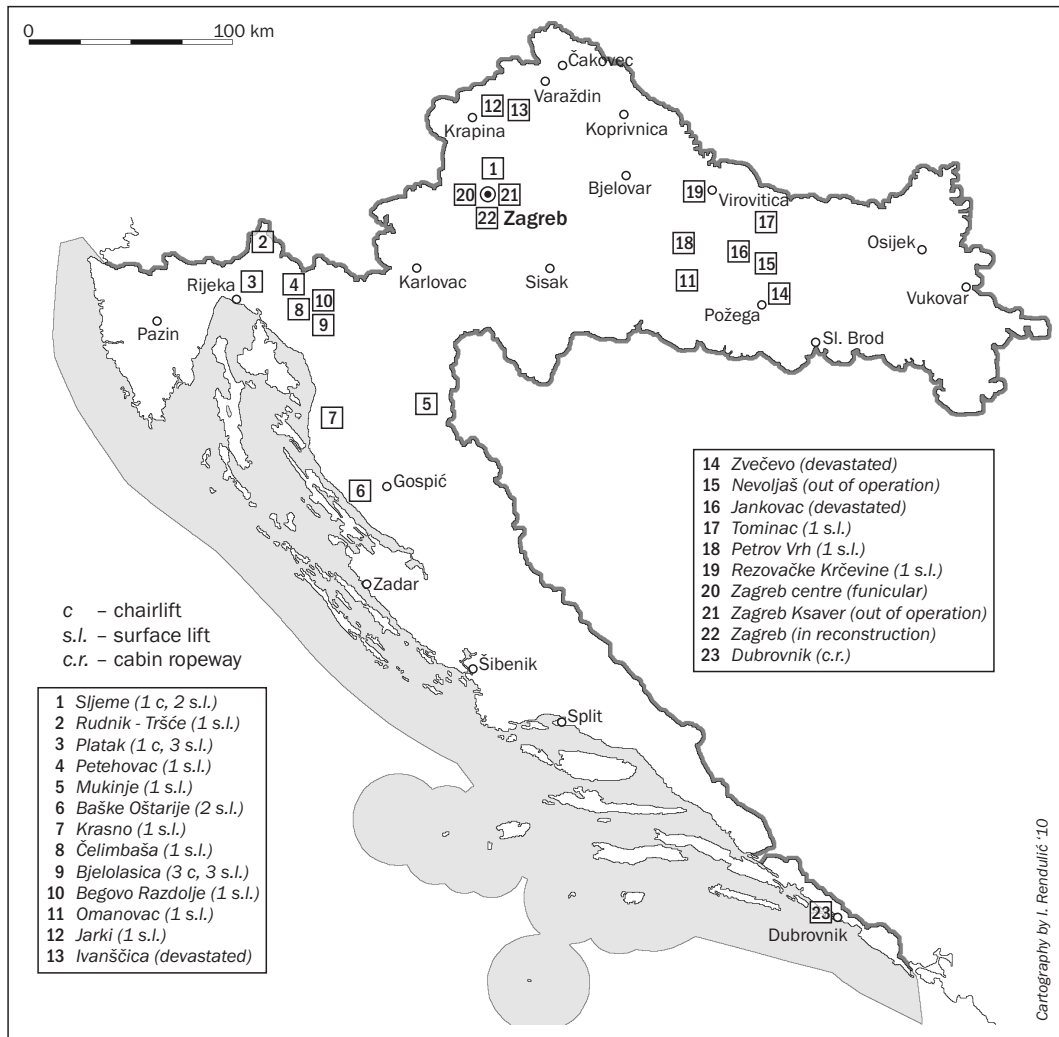 0 100 km
Čakovec
Varaždin
12 13
Krapina
Koprivnica
1
Bjelovar
20 21
19 Virovitica
22 Zagreb
17
2
18
16
Osijek
15
Rijeka 3
4
Karlovac
Sisak
11
10
14
Vukovar
8
Požega
9
Pazin
Sl. Brod
5
7
6 Gospić
14 Zvečevo (devastated)
15 Nevoljaš (out of operation)
16 Jankovac (devastated)
17 Tominac (1 s.l.)
18 Petrov Vrh (1 s.l.)
19 Rezovačke Krčevine (1 s.l.)
20 Zagreb centre (funicular)
21 Zagreb Ksaver (out of operation)
22 Zagreb (in reconstruction)
23 Dubrovnik (c.r.)
Zadar
c – chairlift
s.l. – surface lift
c.r. – cabin ropeway
Šibenik
Split
1 Sljeme (1 c, 2 s.l.)
2 Rudnik - Tršće (1 s.l.)
3 Platak (1 c, 3 s.l.)
4 Petehovac (1 s.l.)
5 Mukinje (1 s.l.)
6 Baške Oštarije (2 s.l.)
7 Krasno (1 s.l.)
8 Čelimbaša (1 s.l.)
9 Bjelolasica (3 c, 3 s.l.)
10 Begovo Razdolje (1 s.l.)
11 Omanovac (1 s.l.)
12 Jarki (1 s.l.)
13 Ivanščica (devastated)
23
Dubrovnik
Cartography by I. Rendulić '10